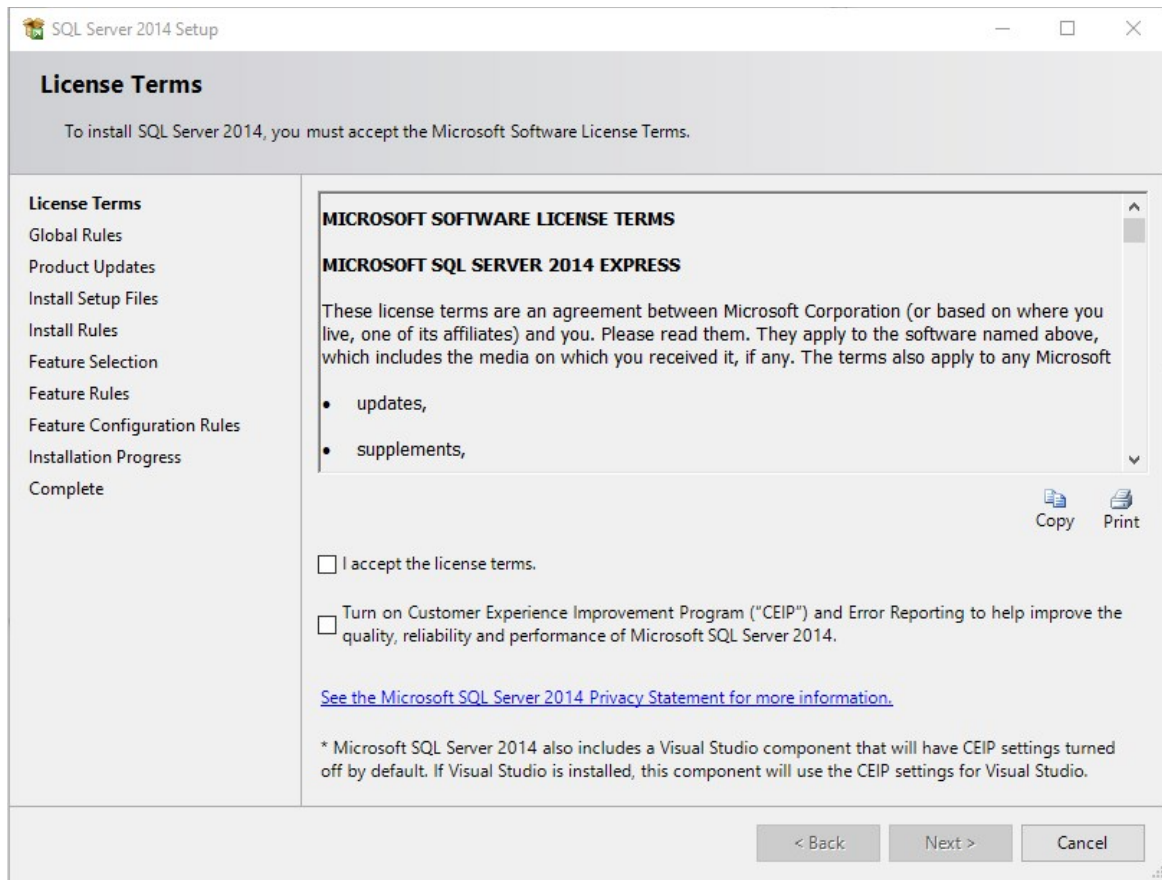 SQL Server 2014 Setup
License Terms
To install SQL Server 2014, you must accept the Microsoft Software License Terms.
License Terms
Global Rules
Product Updates
Install Setup Files
Install Rules
Feature Selection
Feature Rules
Feature Configuration Rules
Installation Progress
Complete
MICROSOFT SOFTWARE LICENSE TERMS
MICROSOFT SQL SERVER 2014 EXPRESS
These license terms are an agreement between Microsoft Corporation (or based on where you
live, one of its affiliates) and you. Please read them. They apply to the software named above,
which includes the media on which you received it, if any. The terms also apply to any Microsoft
• updates,
• supplements,
Copy Print
I accept the license terms.
Turn on Customer Experience Improvement Program (“CEIP”) and Error Reporting to help improve the
quality, reliability and performance of Microsoft SQL Server 2014.
See the Microsoft SQL Server 2014 Privacy Statement for more information.
* Microsoft SQL Server 2014 also includes a Visual Studio component that will have CEIP settings turned
off by default. If Visual Studio is installed, this component will use the CEIP settings for Visual Studio.
< Back Next > Cancel